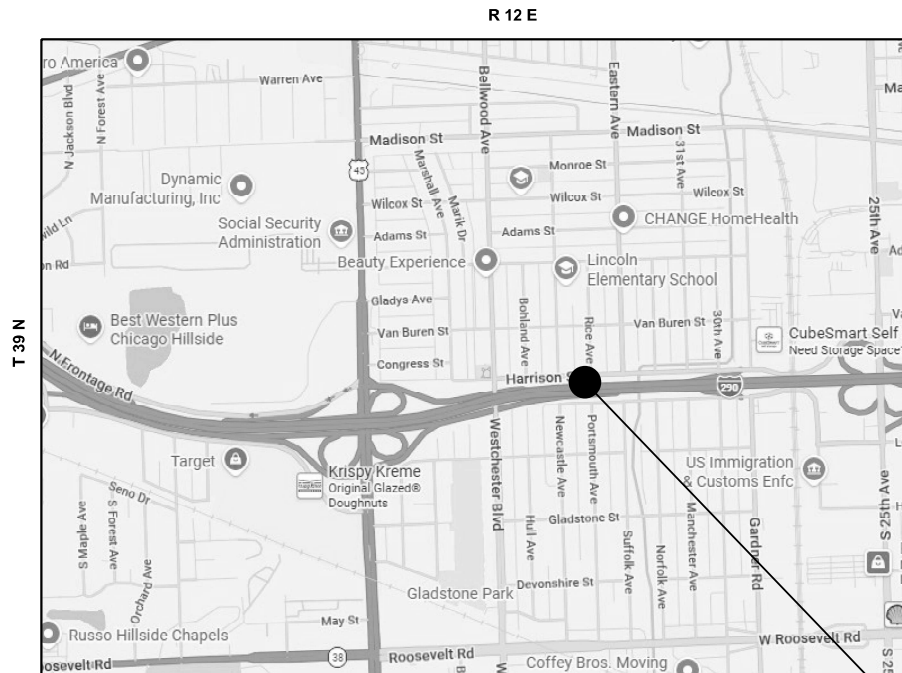 R 12 E
T 39 N
ro America
N Jackson Blvd
N Forest Ave
Warren Ave
Bellwood Ave
Eastern Ave
Madison St
Madison St
45
Marshall Ave
Marik Dr
Monroe St
31st Ave
Dynamic
Manufacturing, Inc
Wilcox St
Wilcox St
Wilcox St
25th Ave
Social Security
Administration
CHANGE HomeHealth
Adams St
Adams St
Beauty Experience
Lincoln
Elementary School
Gladys Ave
Best Western Plus
Chicago Hillside
Van Buren St
Bohland Ave
Rice Ave
Van Buren St
30th Ave
CubeSmart Self
Need Storage Space
N Frontage Rd
Congress St
Harrison S
290
Target
Krispy Kreme
Original Glazed®
Doughnuts
Westchester Blvd
Newcastle Ave
Portsmouth Ave
US Immigration
& Customs Enfc
Seno Dr
S Maple Ave
S Forest Ave
Orchard Ave
Hull Ave
Gladstone St
Suffolk Ave
Norfolk Ave
Manchester Ave
Gardner Rd
S 25th Ave
Gladstone Park
Devonshire St
May St
Russo Hillside Chapels
W Roosevelt Rd
oosevelt Rd
38
Roosevelt Rd
Coffey Bros. Moving
S 25